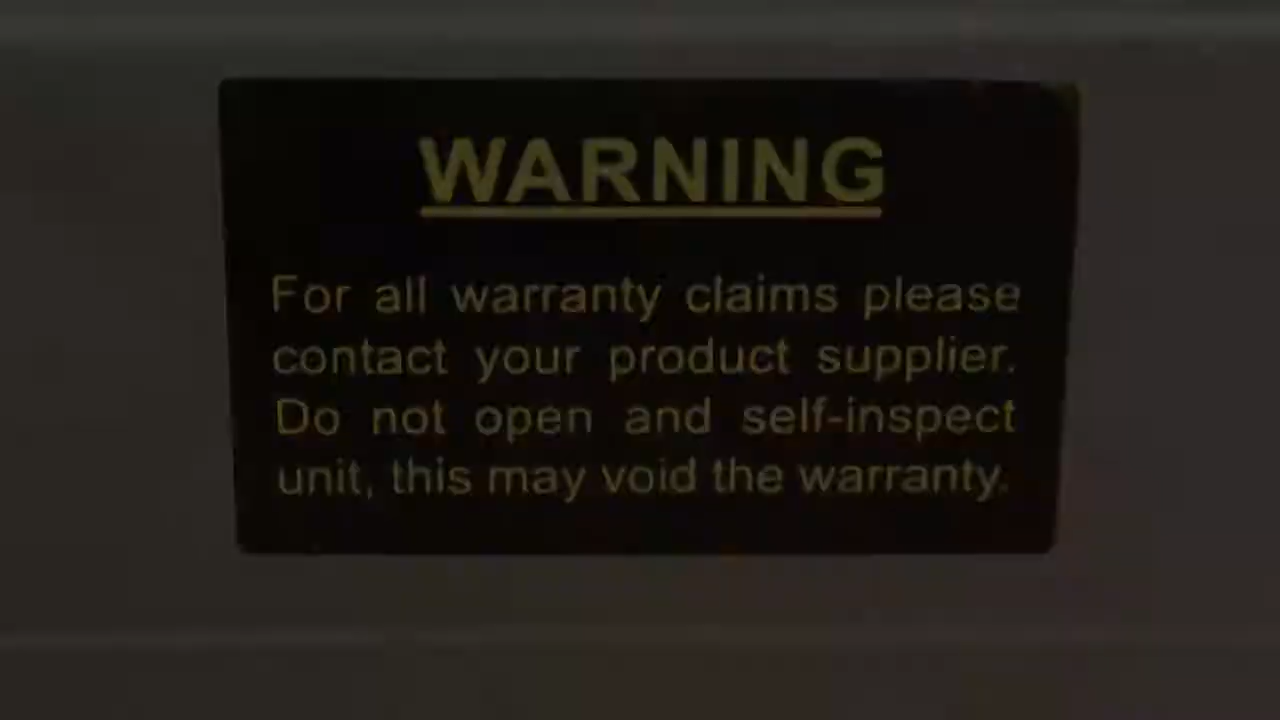 WARNING
For all warranty claims please
contact your product supplier.
Do not open and self-inspect
unit, this may void the warranty.